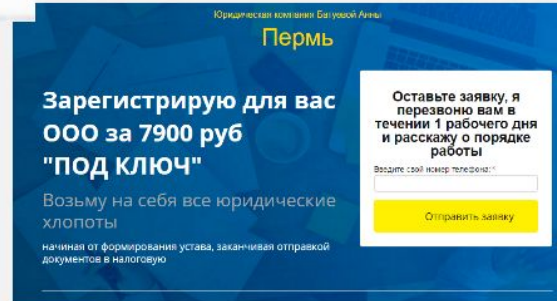 Юридическая компания Батуевой Анны
Пермь
Зарегистрирую для вас
ООО за 7900 руб
"ПОД КЛЮЧ"
Возьму на себя все юридические
хлопоты
начиная от формирования устава, заканчивая отправкой
документов в налоговую
Оставьте заявку, я
перезвоню вам в
течении 1 рабочего дня
и расскажу о порядке
работы
Введите свой номер телефона:*
Отправить заявку